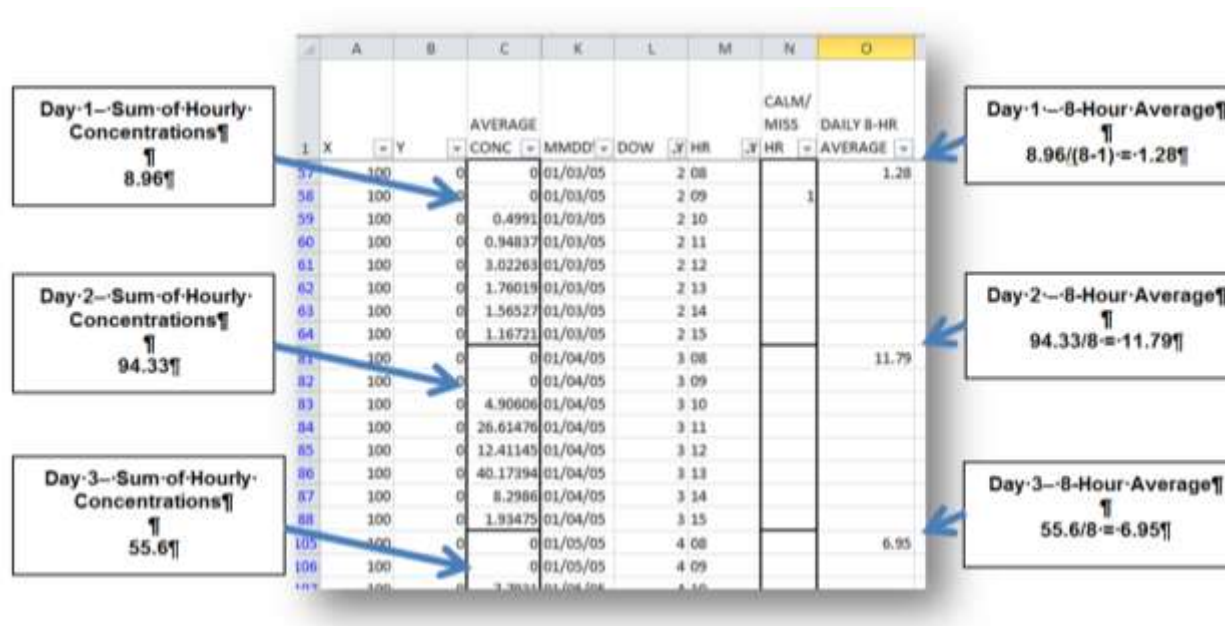 A B C K L M N O
CALM/
AVERAGE MISS DAILY 8-HR
1 X Y CONC MMDD DOW HR HR AVERAGE
57 100 0 0 01/03/05 2 08 1.28
58 100 0 0 01/03/05 2 09 1
59 100 0 0.4991 01/03/05 2 10
60 100 0 0.94837 01/03/05 2 11
61 100 0 3.02263 01/03/05 2 12
62 100 0 1.76019 01/03/05 2 13
63 100 0 1.56527 01/03/05 2 14
64 100 0 1.16721 01/03/05 2 15
81 100 0 0 01/04/05 3 08 11.79
82 100 0 0 01/04/05 3 09
83 100 0 4.90606 01/04/05 3 10
84 100 0 26.61476 01/04/05 3 11
85 100 0 12.41145 01/04/05 3 12
86 100 0 40.17394 01/04/05 3 13
87 100 0 8.2986 01/04/05 3 14
88 100 0 1.93475 01/04/05 3 15
105 100 0 0 01/05/05 4 08 6.95
106 100 0 0 01/05/05 4 09
Day·1–·Sum·of·Hourly·
Concentrations¶
¶
8.96¶
Day·2–·Sum·of·Hourly·
Concentrations¶
¶
94.33¶
Day·3–·Sum·of·Hourly·
Concentrations¶
¶
55.6¶
Day·1·–·8-Hour·Average¶
¶
8.96/(8-1)·=·1.28¶
Day·2·–·8-Hour·Average¶
¶
94.33/8·=·11.79¶
Day·3–·8-Hour·Average¶
¶
55.6/8·=·6.95¶